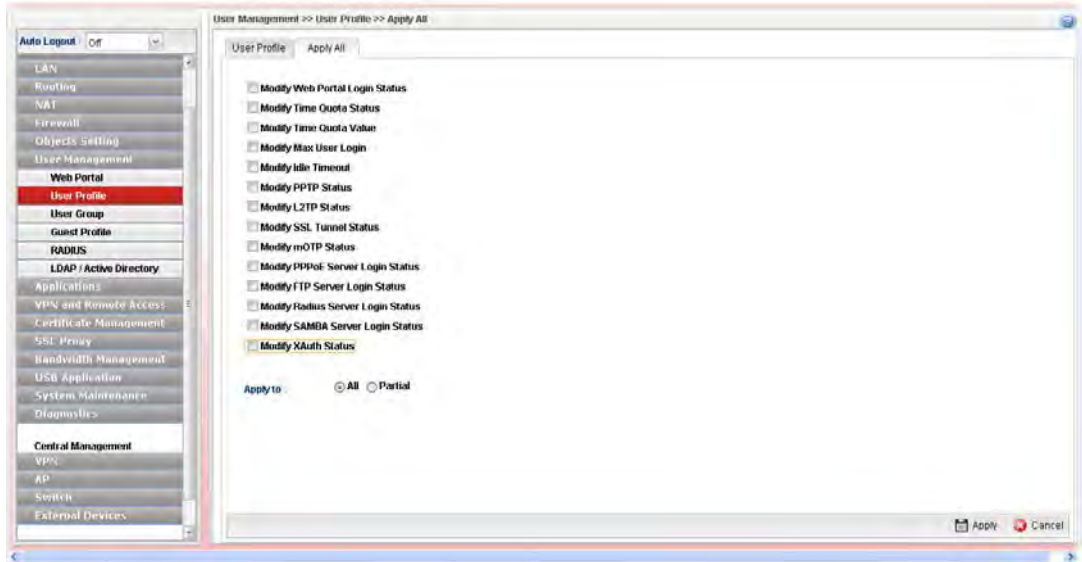 User Management >> User Profile >> Apply All
Auto Logout : Off
User Profile
Apply All
LAN
Routing
NAT
Firewall
Objects Setting
User Management
Web Portal
User Profile
User Group
Guest Profile
RADIUS
LDAP / Active Directory
Applications
VPN and Remote Access
Certificate Management
SSL Proxy
Bandwidth Management
USB Application
System Maintenance
Diagnostics
Central Management
VPN
AP
Switch
External Devices
Modify Web Portal Login Status
Modify Time Quota Status
Modify Time Quota Value
Modify Max User Login
Modify Idle Timeout
Modify PPTP Status
Modify L2TP Status
Modify SSL Tunnel Status
Modify mOTP Status
Modify PPPoE Server Login Status
Modify FTP Server Login Status
Modify Radius Server Login Status
Modify SAMBA Server Login Status
Modify XAuth Status
Apply to : All Partial
Apply Cancel